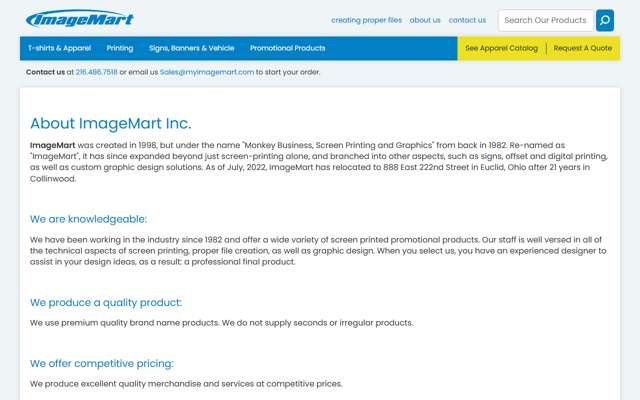 ImageMart
creating proper files about us contact us
Search Our Products
T-shirts & Apparel Printing Signs, Banners & Vehicle Promotional Products See Apparel Catalog Request A Quote
Contact us at 216.486.7518 or email us Sales@myimagemart.com to start your order.
About ImageMart Inc.
ImageMart was created in 1998, but under the name "Monkey Business, Screen Printing and Graphics" from back in 1982. Re-named as
"ImageMart", it has since expanded beyond just screen-printing alone, and branched into other aspects, such as signs, offset and digital printing,
as well as custom graphic design solutions. As of July, 2022, ImageMart has relocated to 888 East 222nd Street in Euclid, Ohio after 21 years in
Collinwood.
We are knowledgeable:
We have been working in the industry since 1982 and offer a wide variety of screen printed promotional products. Our staff is well versed in all of
the technical aspects of screen printing, proper file creation, as well as graphic design. When you select us, you have an experienced designer to
assist in your design ideas, as a result: a professional final product.
We produce a quality product:
We use premium quality brand name products. We do not supply seconds or irregular products.
We offer competitive pricing:
We produce excellent quality merchandise and services at competitive prices.